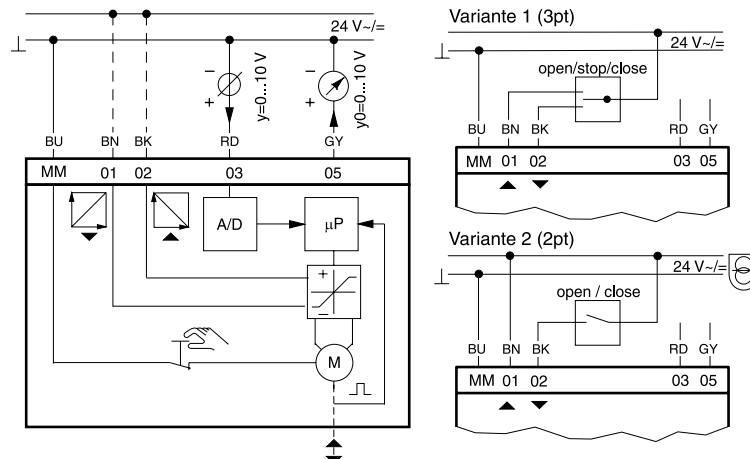 24 V~/=
⊥
–
+
y=0...10 V
–
+
y0=0...10 V
BU BN BK RD GY
MM 01 02 03 05
A/D
µP
+
–
M
Variante 1 (3pt)
24 V~/=
⊥
open/stop/close
BU BN BK RD GY
MM 01 02 03 05
Variante 2 (2pt)
24 V~/=
⊥
open / close
BU BN BK RD GY
MM 01 02 03 05